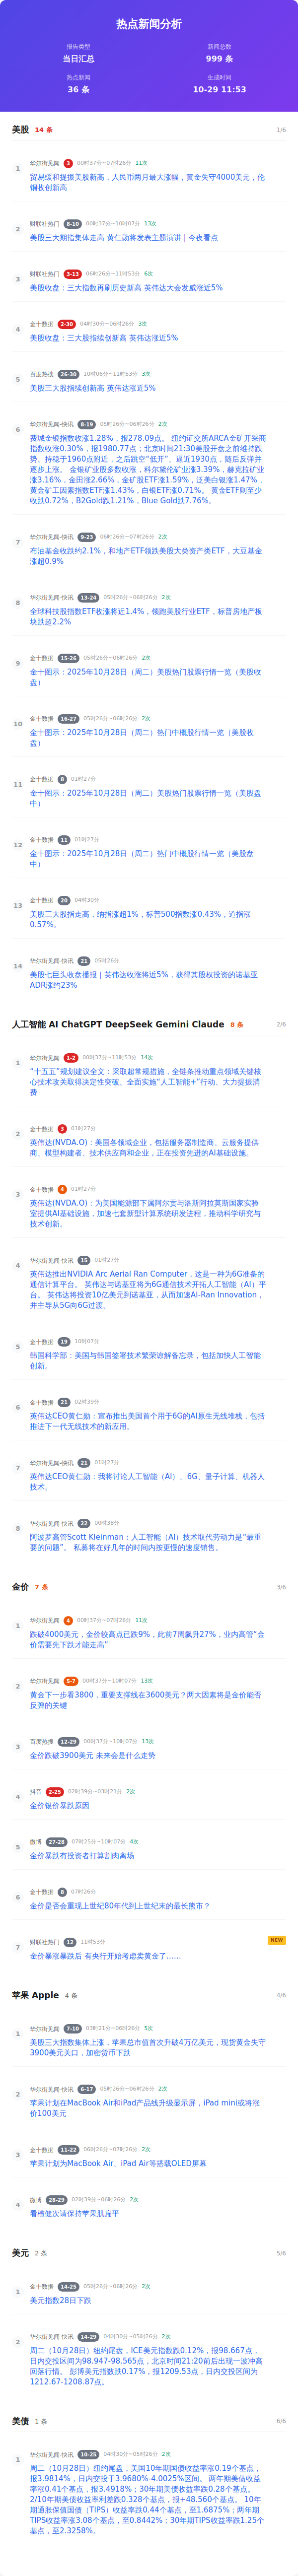 热点新闻分析
报告类型
新闻总数
当日汇总
999 条
热点新闻
生成时间
36 条
10-29 11:53
美股 14 条
1/6
1
华尔街见闻 3 00时37分~07时26分 11次
贸易缓和提振美股新高，人民币两月最大涨幅，黄金失守4000美元，伦
铜收创新高
2
财联社热门 8-10 00时37分~10时07分 13次
美股三大期指集体走高 黄仁勋将发表主题演讲 | 今夜看点
3
财联社热门 3-13 06时26分~11时53分 6次
美股收盘：三大指数再刷历史新高 英伟达大会发威涨近5%
4
金十数据 2-30 04时30分~06时26分 3次
美股收盘：三大股指续创新高 英伟达涨近5%
5
百度热搜 26-30 10时06分~11时53分 3次
美股三大股指续创新高 英伟达涨近5%
6
华尔街见闻-快讯 8-19 05时26分~06时26分 2次
费城金银指数收涨1.28%，报278.09点。 纽约证交所ARCA金矿开采商
指数收涨0.30%，报1980.77点；北京时间21:30美股开盘之前维持跌
势、持稳于1960点附近，之后跳空“低开”、逼近1930点，随后反弹并
逐步上涨。 金银矿业股多数收涨，科尔黛伦矿业涨3.39%，赫克拉矿业
涨3.16%，金田涨2.66%，金矿股ETF涨1.59%，泛美白银涨1.47%，
黄金矿工因素指数ETF涨1.43%，白银ETF涨0.71%。 黄金ETF则至少
收跌0.72%，B2Gold跌1.21%，Blue Gold跌7.76%。
7
华尔街见闻-快讯 9-23 06时26分~07时26分 2次
布油基金收跌约2.1%，和地产ETF领跌美股大类资产类ETF，大豆基金
涨超0.9%
8
华尔街见闻-快讯 13-24 05时26分~06时26分 2次
全球科技股指数ETF收涨将近1.4%，领跑美股行业ETF，标普房地产板
块跌超2.2%
9
金十数据 15-26 05时26分~06时26分 2次
金十图示：2025年10月28日（周二）美股热门股票行情一览（美股收
盘）
10
金十数据 16-27 05时26分~06时26分 2次
金十图示：2025年10月28日（周二）热门中概股行情一览（美股收
盘）
11
金十数据 8 01时27分
金十图示：2025年10月28日（周二）美股热门股票行情一览（美股盘
中）
12
金十数据 11 01时27分
金十图示：2025年10月28日（周二）热门中概股行情一览（美股盘
中）
13
金十数据 20 04时30分
美股三大股指走高，纳指涨超1%，标普500指数涨0.43%，道指涨
0.57%。
14
华尔街见闻-快讯 21 05时26分
美股七巨头收盘播报｜英伟达收涨将近5%，获得其股权投资的诺基亚
ADR涨约23%
人工智能 AI ChatGPT DeepSeek Gemini Claude 8 条
2/6
1
华尔街见闻 1-2 00时37分~11时53分 14次
“十五五”规划建议全文：采取超常规措施，全链条推动重点领域关键核
心技术攻关取得决定性突破、全面实施“人工智能+”行动、大力提振消
费
2
金十数据 3 01时27分
英伟达(NVDA.O)：美国各领域企业，包括服务器制造商、云服务提供
商、模型构建者、技术供应商和企业，正在投资先进的AI基础设施。
3
金十数据 4 01时27分
英伟达(NVDA.O)：为美国能源部下属阿尔贡与洛斯阿拉莫斯国家实验
室提供AI基础设施，加速七套新型计算系统研发进程，推动科学研究与
技术创新。
4
华尔街见闻-快讯 15 01时27分
英伟达推出NVIDIA Arc Aerial Ran Computer，这是一种为6G准备的
通信计算平台。 英伟达与诺基亚将为6G通信技术开拓人工智能（AI）平
台。 英伟达将投资10亿美元到诺基亚，从而加速AI-Ran Innovation，
并主导从5G向6G过渡。
5
金十数据 19 10时07分
韩国科学部：美国与韩国签署技术繁荣谅解备忘录，包括加快人工智能
创新。
6
金十数据 21 02时39分
英伟达CEO黄仁勋：宣布推出美国首个用于6G的AI原生无线堆栈，包括
推进下一代无线技术的新应用。
7
华尔街见闻-快讯 21 01时27分
英伟达CEO黄仁勋：我将讨论人工智能（AI）、6G、量子计算、机器人
技术。
8
华尔街见闻-快讯 22 00时38分
阿波罗高管Scott Kleinman：人工智能（AI）技术取代劳动力是“最重
要的问题”。 私募将在好几年的时间内按更慢的速度销售。
金价 7 条
3/6
1
华尔街见闻 4 00时37分~07时26分 11次
跌破4000美元，金价较高点已跌9%，此前7周飙升27%，业内高管“金
价需要先下跌才能走高”
2
华尔街见闻 5-7 00时37分~10时07分 13次
黄金下一步看3800，重要支撑线在3600美元？两大因素将是金价能否
反弹的关键
3
百度热搜 12-29 00时37分~10时07分 13次
金价跌破3900美元 未来会是什么走势
4
抖音 2-25 02时39分~03时21分 2次
金价银价暴跌原因
5
微博 27-28 07时25分~10时07分 4次
金价暴跌有投资者打算割肉离场
6
金十数据 8 07时26分
金价是否会重现上世纪80年代到上世纪末的最长熊市？
7
财联社热门 12 11时53分
NEW
金价暴涨暴跌后 有央行开始考虑卖黄金了……
苹果 Apple 4 条
4/6
1
华尔街见闻 7-10 03时21分~06时26分 5次
美股三大指数集体上涨，苹果总市值首次升破4万亿美元，现货黄金失守
3900美元关口，加密货币下跌
2
华尔街见闻-快讯 6-17 05时26分~06时26分 2次
苹果计划在MacBook Air和iPad产品线升级显示屏，iPad mini或将涨
价100美元
3
金十数据 11-22 06时26分~07时26分 2次
苹果计划为MacBook Air、iPad Air等搭载OLED屏幕
4
微博 28-29 02时39分~06时26分 2次
看檀健次请保持苹果肌扁平
美元 2 条
5/6
1
金十数据 14-25 05时26分~06时26分 2次
美元指数28日下跌
2
华尔街见闻-快讯 14-29 04时30分~05时26分 2次
周二（10月28日）纽约尾盘，ICE美元指数跌0.12%，报98.667点，
日内交投区间为98.947-98.565点，北京时间21:20前后出现一波冲高
回落行情。 彭博美元指数跌0.17%，报1209.53点，日内交投区间为
1212.67-1208.87点。
美债 1 条
6/6
1
华尔街见闻-快讯 10-25 04时30分~05时26分 2次
周二（10月28日）纽约尾盘，美国10年期国债收益率涨0.19个基点，
报3.9814%，日内交投于3.9680%-4.0025%区间。 两年期美债收益
率涨0.41个基点，报3.4918%；30年期美债收益率涨0.28个基点。
2/10年期美债收益率利差跌0.328个基点，报+48.560个基点。 10年
期通胀保值国债（TIPS）收益率跌0.44个基点，至1.6875%；两年期
TIPS收益率涨3.08个基点，至0.8442%；30年期TIPS收益率跌1.25个
基点，至2.3258%。